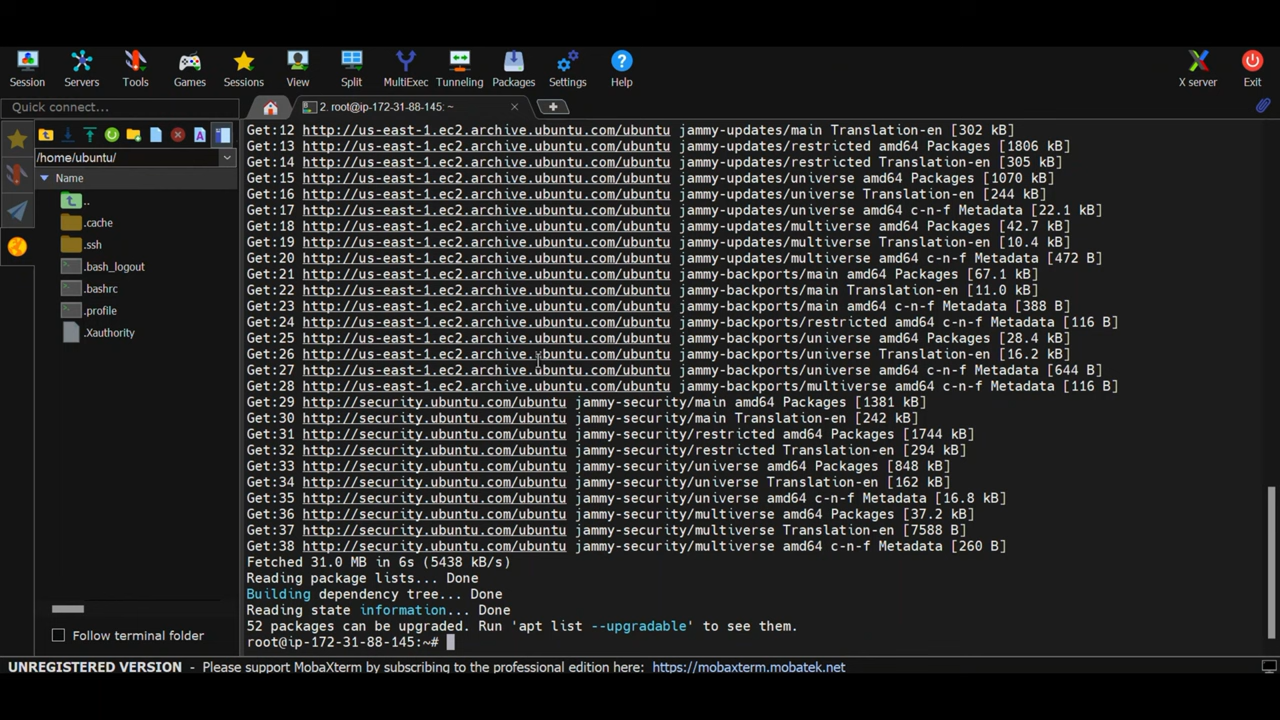 Session Servers Tools Games Sessions View Split MultiExec Tunneling Packages Settings Help X server Exit
Quick connect...
2. root@ip-172-31-88-145: ~
/home/ubuntu/
Name
..
.cache
.ssh
.bash_logout
.bashrc
.profile
.Xauthority
Follow terminal folder
Get:12 http://us-east-1.ec2.archive.ubuntu.com/ubuntu jammy-updates/main Translation-en [302 kB]
Get:13 http://us-east-1.ec2.archive.ubuntu.com/ubuntu jammy-updates/restricted amd64 Packages [1806 kB]
Get:14 http://us-east-1.ec2.archive.ubuntu.com/ubuntu jammy-updates/restricted Translation-en [305 kB]
Get:15 http://us-east-1.ec2.archive.ubuntu.com/ubuntu jammy-updates/universe amd64 Packages [1070 kB]
Get:16 http://us-east-1.ec2.archive.ubuntu.com/ubuntu jammy-updates/universe Translation-en [244 kB]
Get:17 http://us-east-1.ec2.archive.ubuntu.com/ubuntu jammy-updates/universe amd64 c-n-f Metadata [22.1 kB]
Get:18 http://us-east-1.ec2.archive.ubuntu.com/ubuntu jammy-updates/multiverse amd64 Packages [42.7 kB]
Get:19 http://us-east-1.ec2.archive.ubuntu.com/ubuntu jammy-updates/multiverse Translation-en [10.4 kB]
Get:20 http://us-east-1.ec2.archive.ubuntu.com/ubuntu jammy-updates/multiverse amd64 c-n-f Metadata [472 B]
Get:21 http://us-east-1.ec2.archive.ubuntu.com/ubuntu jammy-backports/main amd64 Packages [67.1 kB]
Get:22 http://us-east-1.ec2.archive.ubuntu.com/ubuntu jammy-backports/main Translation-en [11.0 kB]
Get:23 http://us-east-1.ec2.archive.ubuntu.com/ubuntu jammy-backports/main amd64 c-n-f Metadata [388 B]
Get:24 http://us-east-1.ec2.archive.ubuntu.com/ubuntu jammy-backports/restricted amd64 c-n-f Metadata [116 B]
Get:25 http://us-east-1.ec2.archive.ubuntu.com/ubuntu jammy-backports/universe amd64 Packages [28.4 kB]
Get:26 http://us-east-1.ec2.archive.ubuntu.com/ubuntu jammy-backports/universe Translation-en [16.2 kB]
Get:27 http://us-east-1.ec2.archive.ubuntu.com/ubuntu jammy-backports/universe amd64 c-n-f Metadata [644 B]
Get:28 http://us-east-1.ec2.archive.ubuntu.com/ubuntu jammy-backports/multiverse amd64 c-n-f Metadata [116 B]
Get:29 http://security.ubuntu.com/ubuntu jammy-security/main amd64 Packages [1381 kB]
Get:30 http://security.ubuntu.com/ubuntu jammy-security/main Translation-en [242 kB]
Get:31 http://security.ubuntu.com/ubuntu jammy-security/restricted amd64 Packages [1744 kB]
Get:32 http://security.ubuntu.com/ubuntu jammy-security/restricted Translation-en [294 kB]
Get:33 http://security.ubuntu.com/ubuntu jammy-security/universe amd64 Packages [848 kB]
Get:34 http://security.ubuntu.com/ubuntu jammy-security/universe Translation-en [162 kB]
Get:35 http://security.ubuntu.com/ubuntu jammy-security/universe amd64 c-n-f Metadata [16.8 kB]
Get:36 http://security.ubuntu.com/ubuntu jammy-security/multiverse amd64 Packages [37.2 kB]
Get:37 http://security.ubuntu.com/ubuntu jammy-security/multiverse Translation-en [7588 B]
Get:38 http://security.ubuntu.com/ubuntu jammy-security/multiverse amd64 c-n-f Metadata [260 B]
Fetched 31.0 MB in 6s (5438 kB/s)
Reading package lists... Done
Building dependency tree... Done
Reading state information... Done
52 packages can be upgraded. Run 'apt list --upgradable' to see them.
root@ip-172-31-88-145:~#
UNREGISTERED VERSION - Please support MobaXterm by subscribing to the professional edition here: https://mobaxterm.mobatek.net